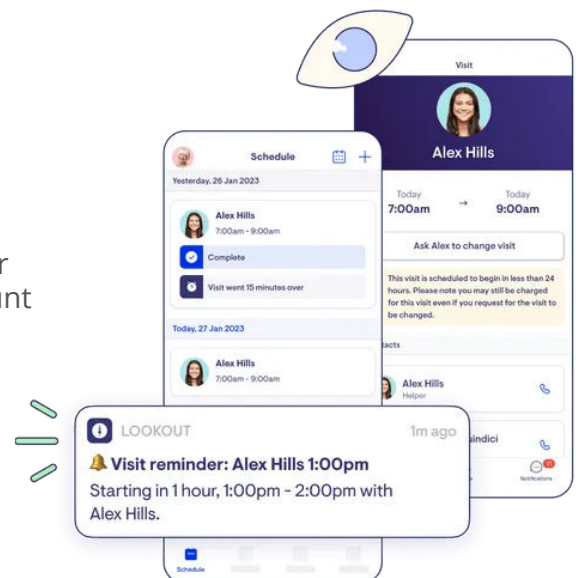 Visit
Alex Hills
Today
Today
7:00am → 9:00am
Ask Alex to change visit
This visit is scheduled to begin in less than 24
hours. Please note you may still be charged
for this visit even if you request for the visit to
be changed.
tacts
Alex Hills
Helper
uindici
11
Notifications
Schedule
Yesterday, 26 Jan 2023
Alex Hills
7:00am - 9:00am
Complete
Visit went 15 minutes over
Today, 27 Jan 2023
Alex Hills
7:00am - 9:00am
LOOKOUT 1m ago
🔔 Visit reminder: Alex Hills 1:00pm
Starting in 1 hour, 1:00pm - 2:00pm with
Alex Hills.
Schedule